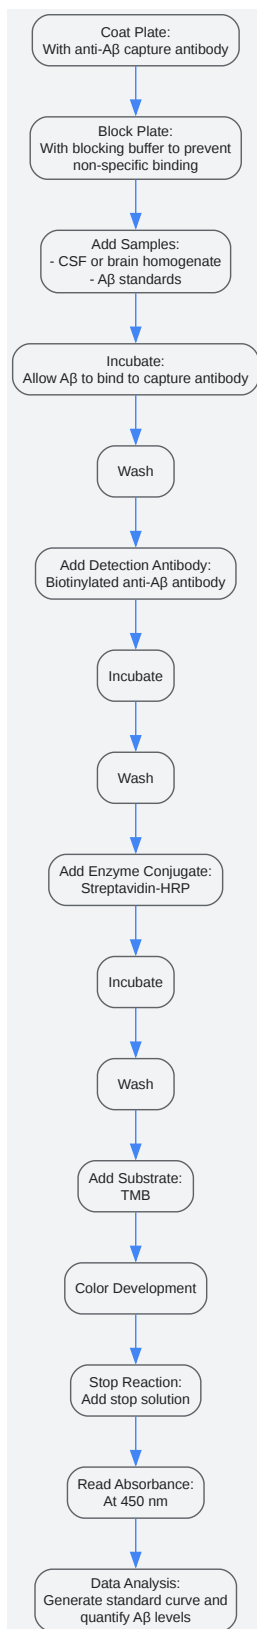 Coat Plate:
With anti-Aβ capture antibody
Block Plate:
With blocking buffer to prevent
non-specific binding
Add Samples:
- CSF or brain homogenate
- Aβ standards
Incubate:
Allow Aβ to bind to capture antibody
Wash
Add Detection Antibody:
Biotinylated anti-Aβ antibody
Incubate
Wash
Add Enzyme Conjugate:
Streptavidin-HRP
Incubate
Wash
Add Substrate:
TMB
Color Development
Stop Reaction:
Add stop solution
Read Absorbance:
At 450 nm
Data Analysis:
Generate standard curve and
quantify Aβ levels